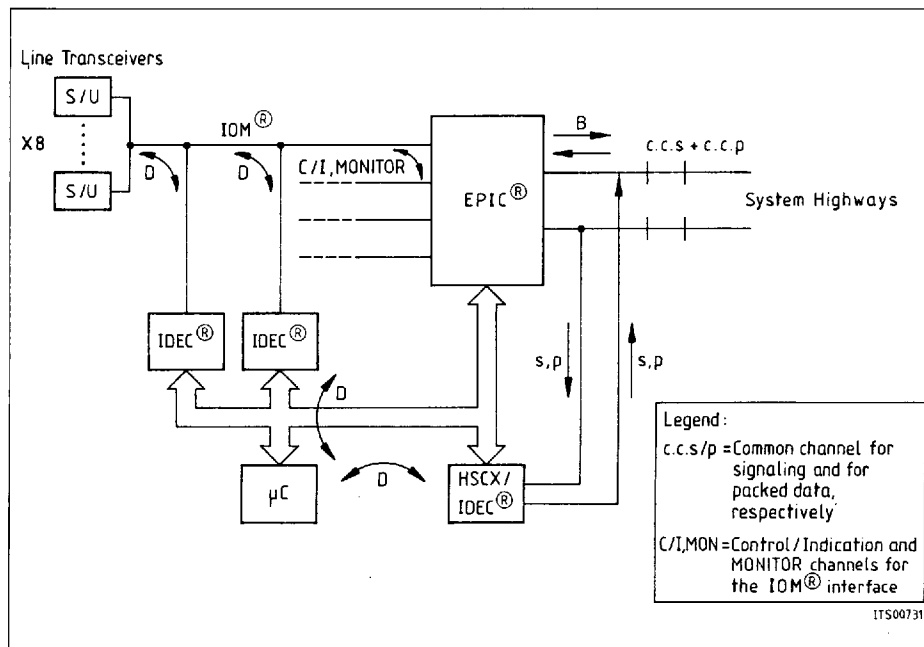 Line Transceivers
S/U
X8
S/U
IOM®
D
D
C/I,MONITOR
EPIC®
B
c.c.s + c.c.p
System Highways
IDEC®
IDEC®
D
s,p
s,p
µC
D
HSCX/
IDEC®
Legend:
c.c.s/p =Common channel for
signaling and for
packed data,
respectively
C/I,MON=Control/Indication and
MONITOR channels for
the IOM® interface
ITS00731